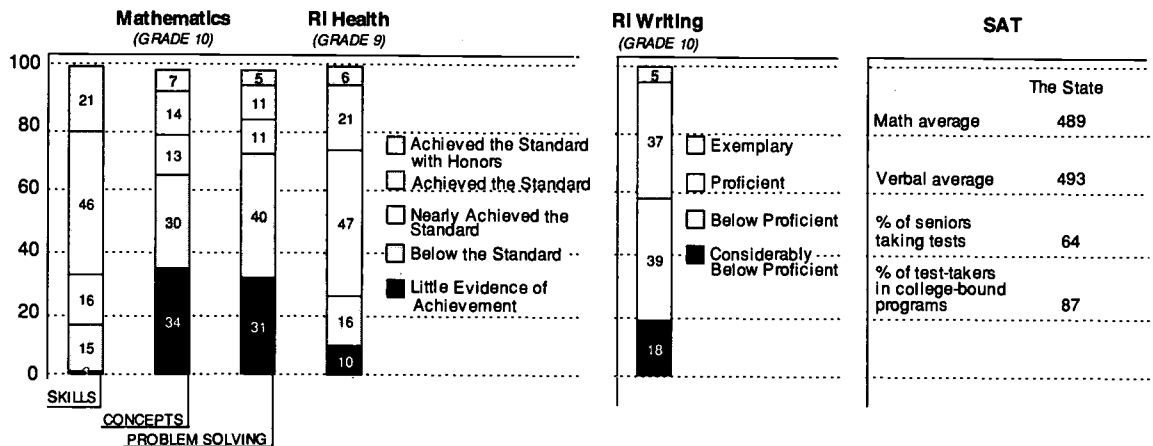 Mathematics
(GRADE 10)
RI Health
(GRADE 9)
RI Writing
(GRADE 10)
SAT
100
80
60
40
20
0
21
46
16
15
7
14
13
30
34
5
11
11
40
31
6
21
47
16
10
SKILLS
CONCEPTS
PROBLEM SOLVING
Achieved the Standard
with Honors
Achieved the Standard
Nearly Achieved the
Standard
Below the Standard
Little Evidence of
Achievement
5
37
39
18
Exemplary
Proficient
Below Proficient
Considerably
Below Proficient
The State
Math average 489
Verbal average 493
% of seniors
taking tests 64
% of test-takers
in college-bound
programs 87